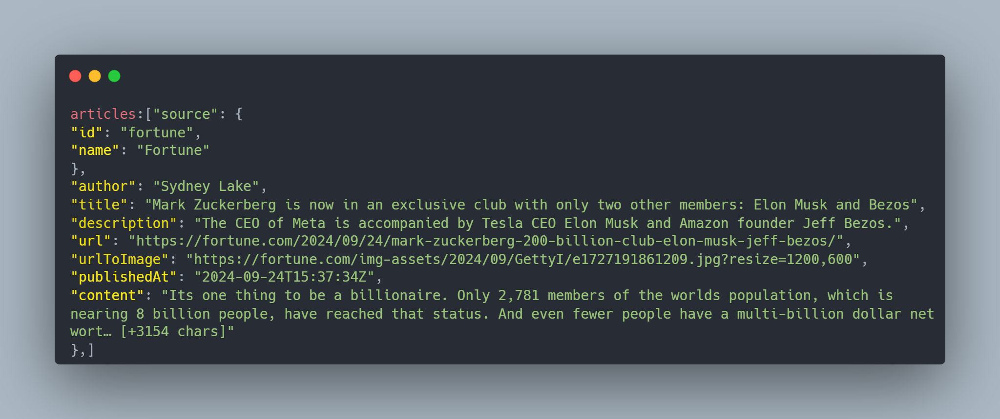 articles:["source": {
"id": "fortune",
"name": "Fortune"
},
"author": "Sydney Lake",
"title": "Mark Zuckerberg is now in an exclusive club with only two other members: Elon Musk and Bezos",
"description": "The CEO of Meta is accompanied by Tesla CEO Elon Musk and Amazon founder Jeff Bezos.",
"url": "https://fortune.com/2024/09/24/mark-zuckerberg-200-billion-club-elon-musk-jeff-bezos/",
"urlToImage": "https://fortune.com/img-assets/2024/09/GettyI/e1727191861209.jpg?resize=1200,600",
"publishedAt": "2024-09-24T15:37:34Z",
"content": "Its one thing to be a billionaire. Only 2,781 members of the worlds population, which is
nearing 8 billion people, have reached that status. And even fewer people have a multi-billion dollar net
wort… [+3154 chars]"
},]